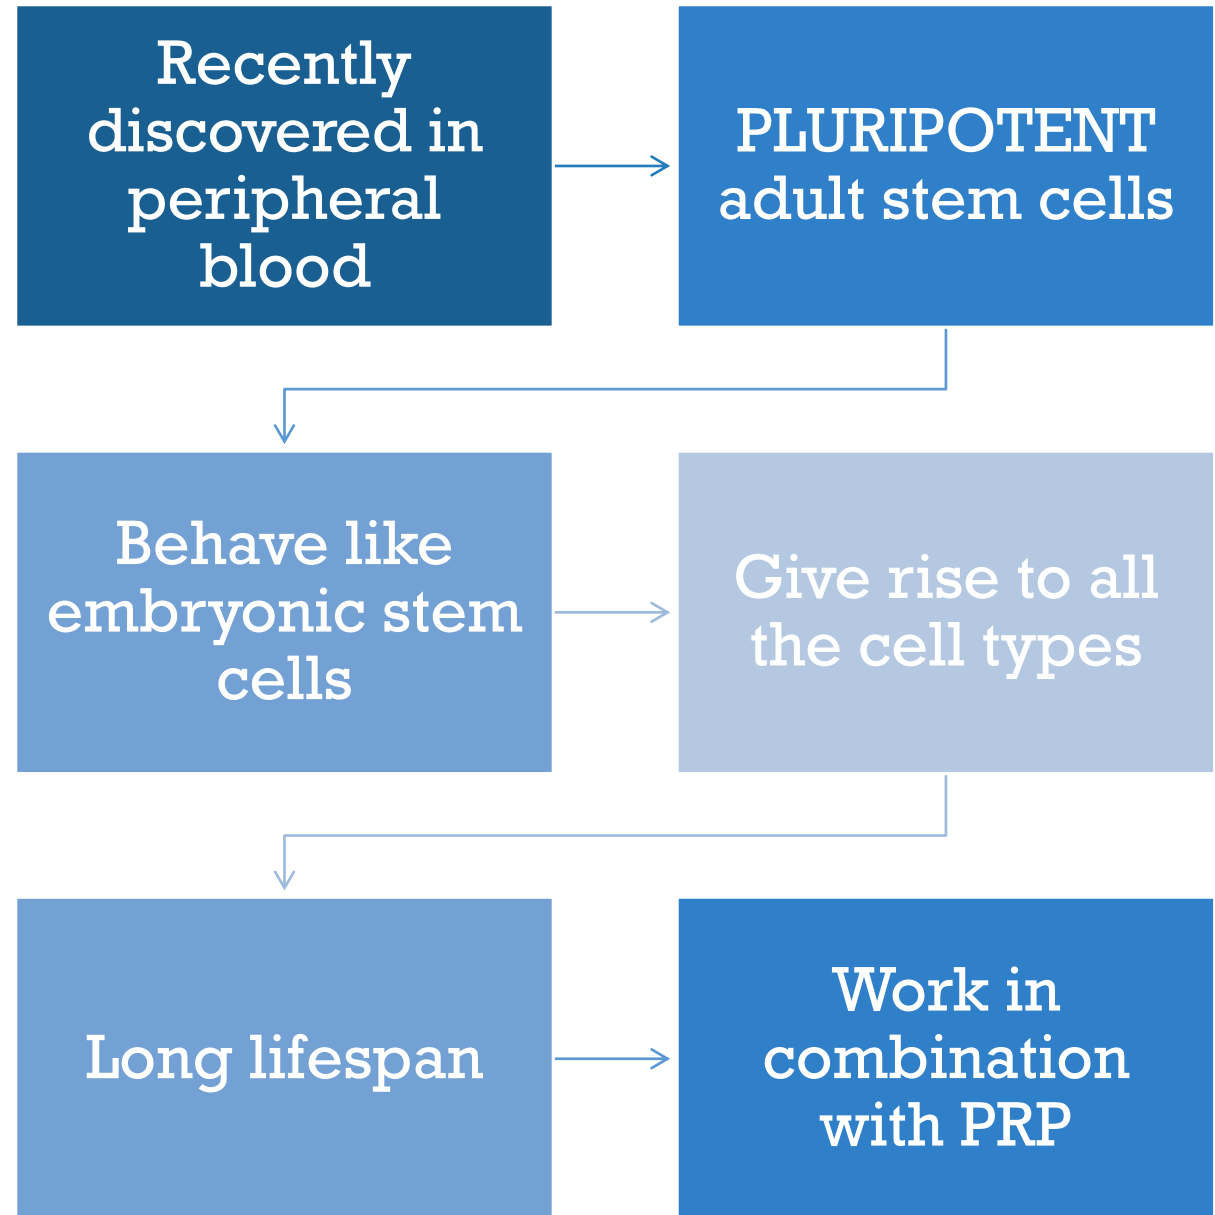 Recently
discovered in
peripheral
blood
PLURIPOTENT
adult stem cells
Behave like
embryonic stem
cells
Give rise to all
the cell types
Long lifespan
Work in
combination
with PRP